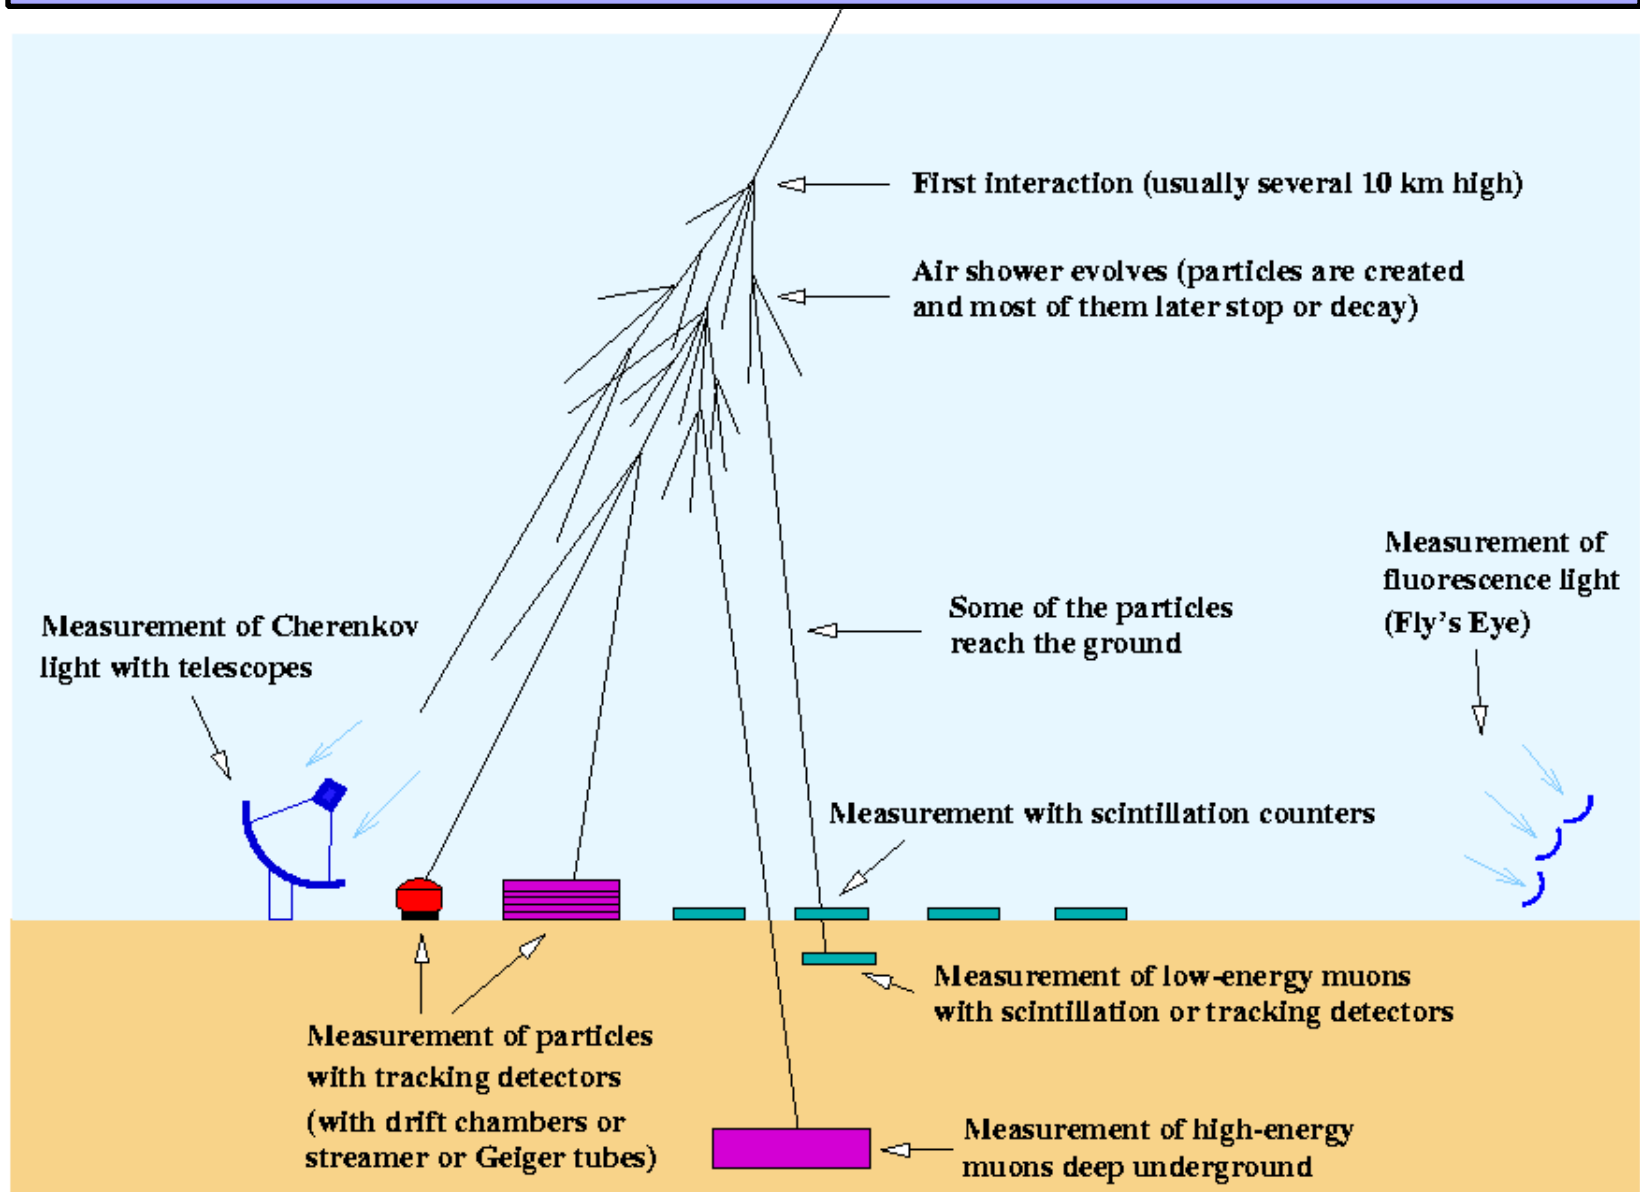 First interaction (usually several 10 km high)
Air shower evolves (particles are created
and most of them later stop or decay)
Measurement of
fluorescence light
(Fly's Eye)
Some of the particles
reach the ground
Measurement of Cherenkov
light with telescopes
Measurement with scintillation counters
Measurement of low-energy muons
with scintillation or tracking detectors
Measurement of particles
with tracking detectors
(with drift chambers or
streamer or Geiger tubes)
Measurement of high-energy
muons deep underground